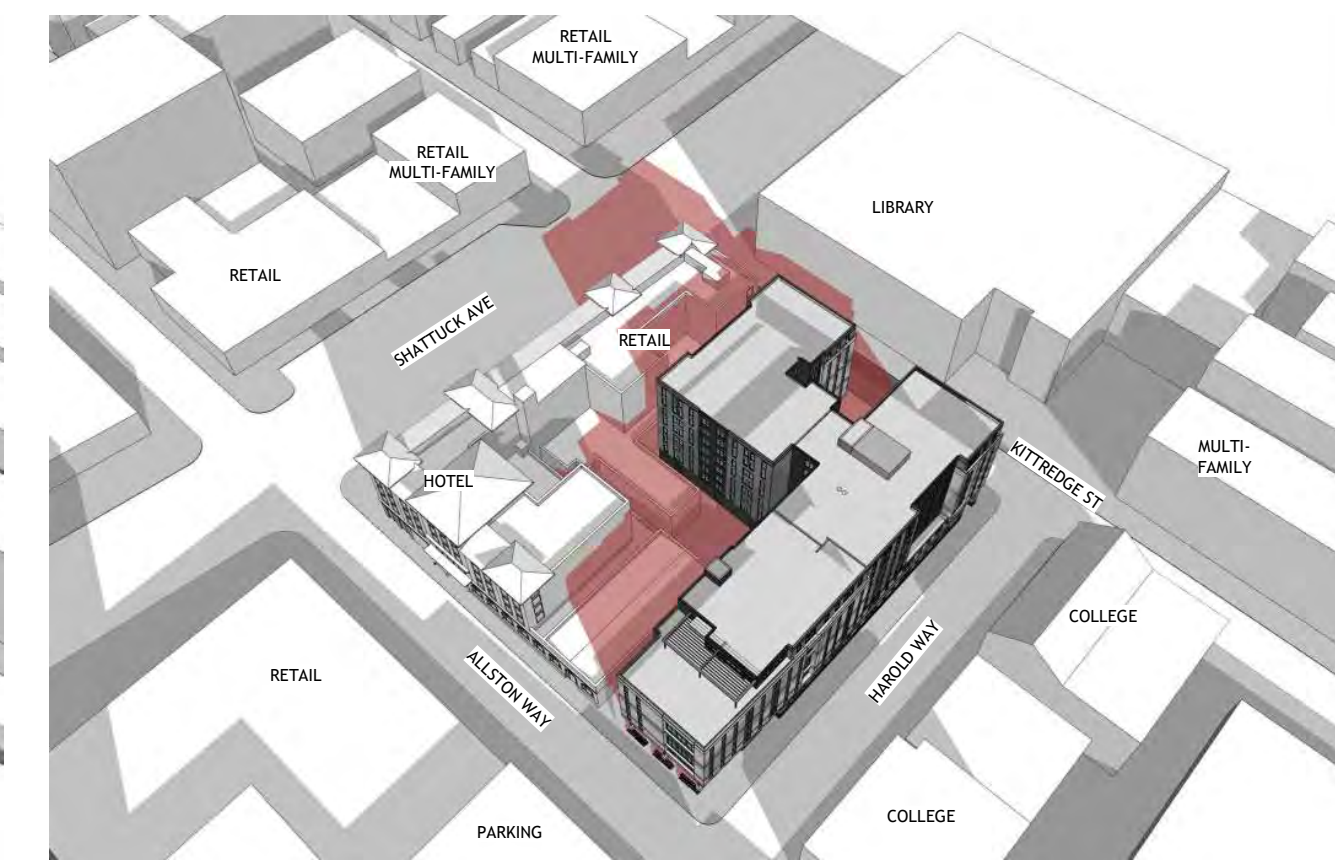 RETAIL
MULTI-FAMILY
RETAIL
MULTI-FAMILY
LIBRARY
RETAIL
SHATTUCK AVE
RETAIL
HOTEL
MULTI-
FAMILY
KITTREDGE ST
COLLEGE
HAROLD WAY
RETAIL
ALLSTON WAY
COLLEGE
PARKING